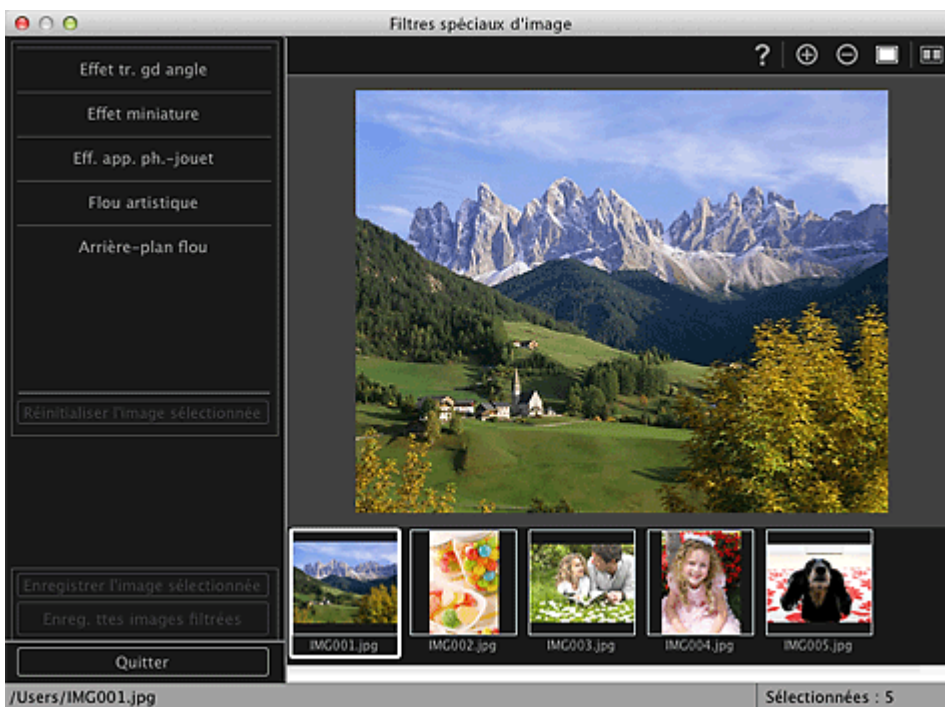 Filtres spéciaux d'image
Effet tr. gd angle
Effet miniature
Eff. app. ph.-jouet
Flou artistique
Arrière-plan flou
Réinitialiser l'image sélectionnée
Enregistrer l'image sélectionnée
Enreg. ttes images filtrées
Quitter
?
IMG001.jpg
IMG002.jpg
IMG003.jpg
IMG004.jpg
IMG005.jpg
/Users/IMG001.jpg
Sélectionnées : 5